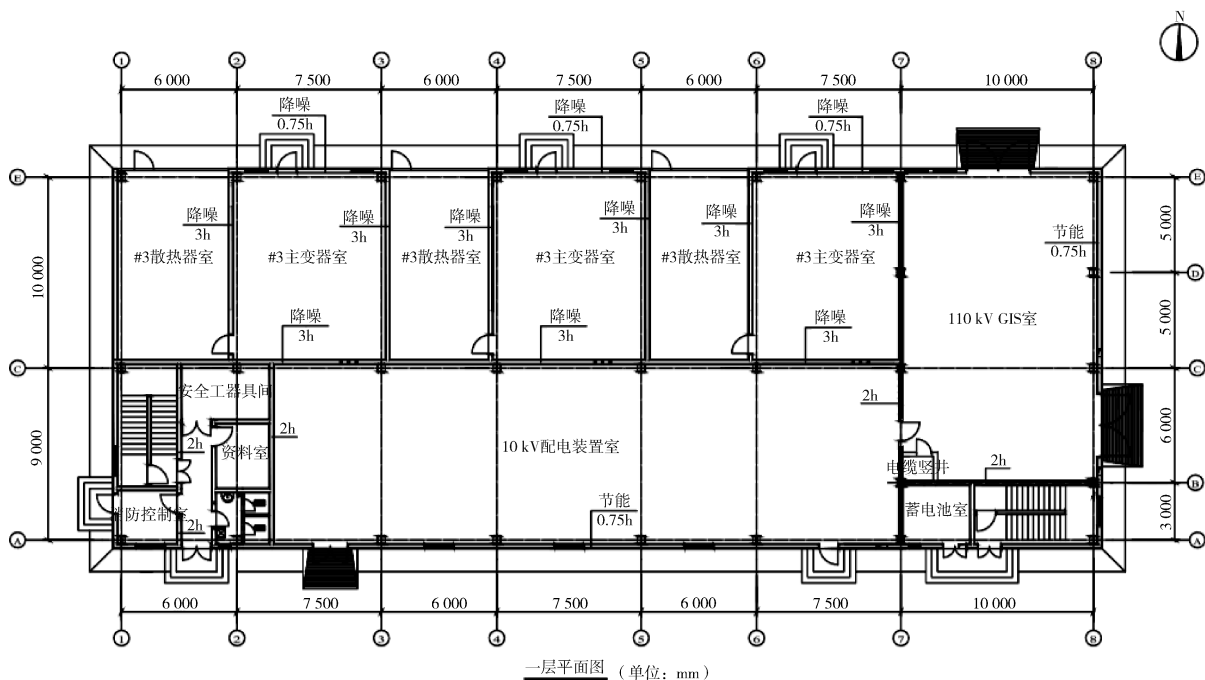 N
1 2 3 4 5 6 7 8
6 000 7 500 6 000 7 500 6 000 7 500 10 000
降噪 降噪 降噪
0.75h 0.75h 0.75h
E E
降噪 降噪 降噪 降噪 降噪 降噪
3h 3h 3h 3h 3h 3h
节能
0.75h
#3散热器室 #3主变器室 #3散热器室 #3主变器室 #3散热器室 #3主变器室
10 000
5 000
D
5 000
110 kV GIS室
降噪 降噪 降噪
3h 3h 3h
C C
安全工器具间
2h
9 000
6 000
2h 资料室 2h
10 kV配电装置室
电缆竖井 2h
B
节能
0.75h
消防控制室
2h
蓄电池室
3 000
A A
6 000 7 500 6 000 7 500 6 000 7 500 10 000
1 2 3 4 5 6 7 8
一层平面图 (单位：mm)